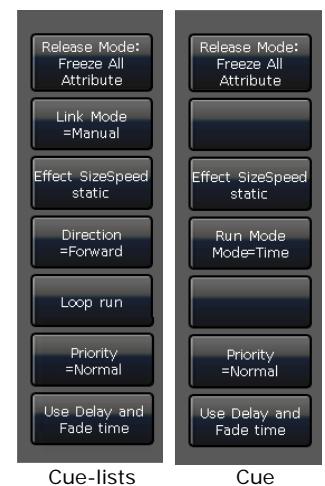 Release Mode:
Freeze All
Attribute
Link Mode
=Manual
Effect SizeSpeed
static
Direction
=Forward
Loop run
Priority
=Normal
Use Delay and
Fade time
Cue-lists
Release Mode:
Freeze All
Attribute
Effect SizeSpeed
static
Run Mode
Mode=Time
Priority
=Normal
Use Delay and
Fade time
Cue